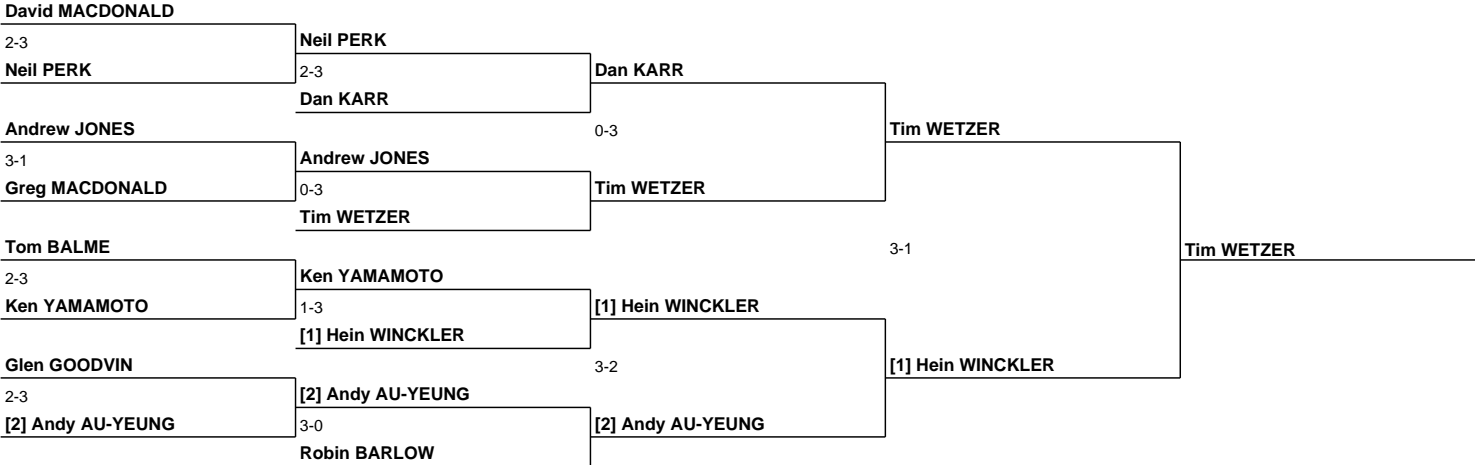 David MACDONALD
2-3
Neil PERK
Neil PERK
2-3
Dan KARR
Dan KARR
Andrew JONES
0-3
Tim WETZER
3-1
Andrew JONES
Greg MACDONALD
0-3
Tim WETZER
Tim WETZER
Tom BALME
3-1
Tim WETZER
2-3
Ken YAMAMOTO
Ken YAMAMOTO
1-3
[1] Hein WINCKLER
[1] Hein WINCKLER
Glen GOODVIN
3-2
[1] Hein WINCKLER
2-3
[2] Andy AU-YEUNG
[2] Andy AU-YEUNG
3-0
[2] Andy AU-YEUNG
Robin BARLOW